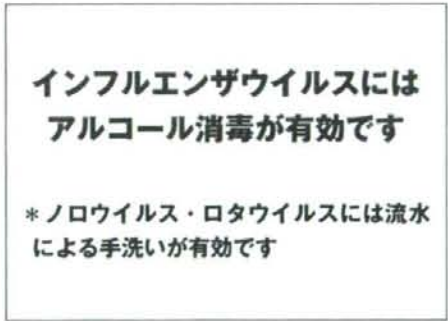 インフルエンザウイルスには
アルコール消毒が有効です
＊ノロウイルス・ロタウイルスには流水
による手洗いが有効です